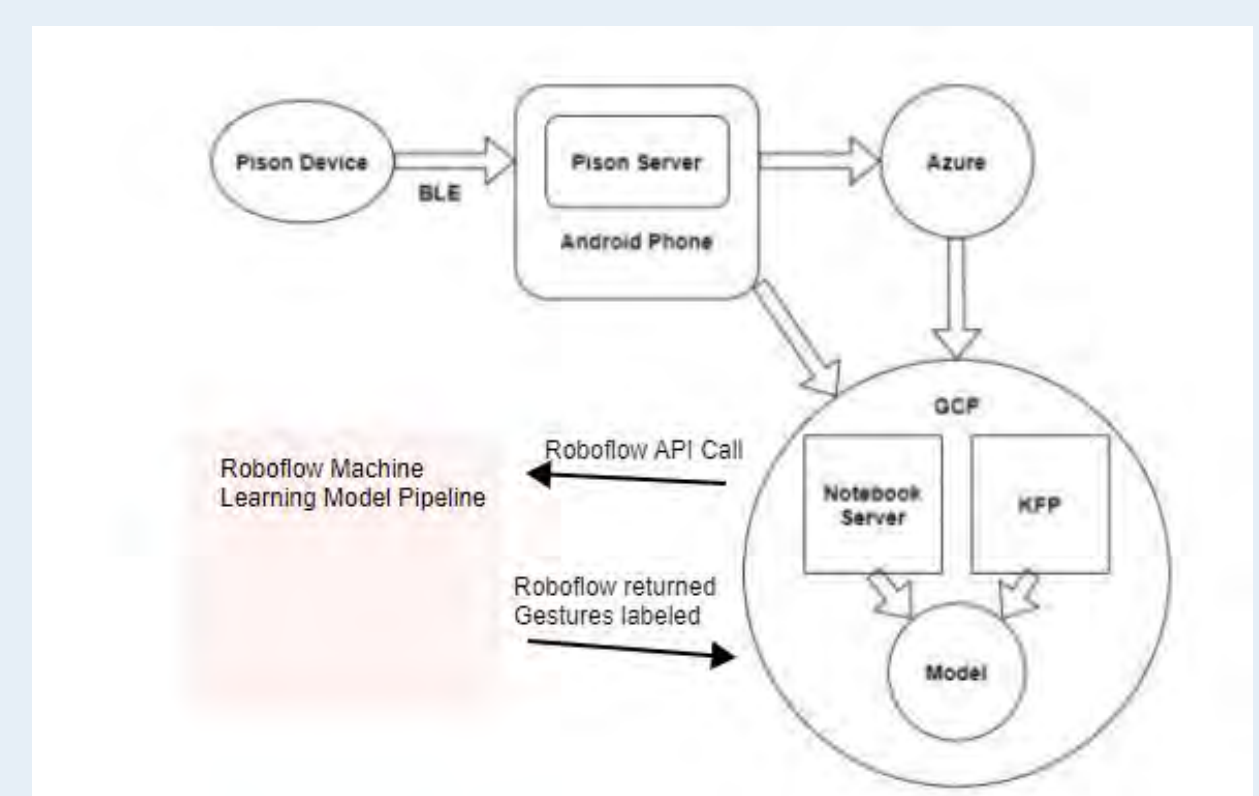 Pison Device
BLE
Pison Server
Android Phone
Azure
GCP
Notebook
Server
KFP
Model
Roboflow API Call
Roboflow Machine
Learning Model Pipeline
Roboflow returned
Gestures labeled